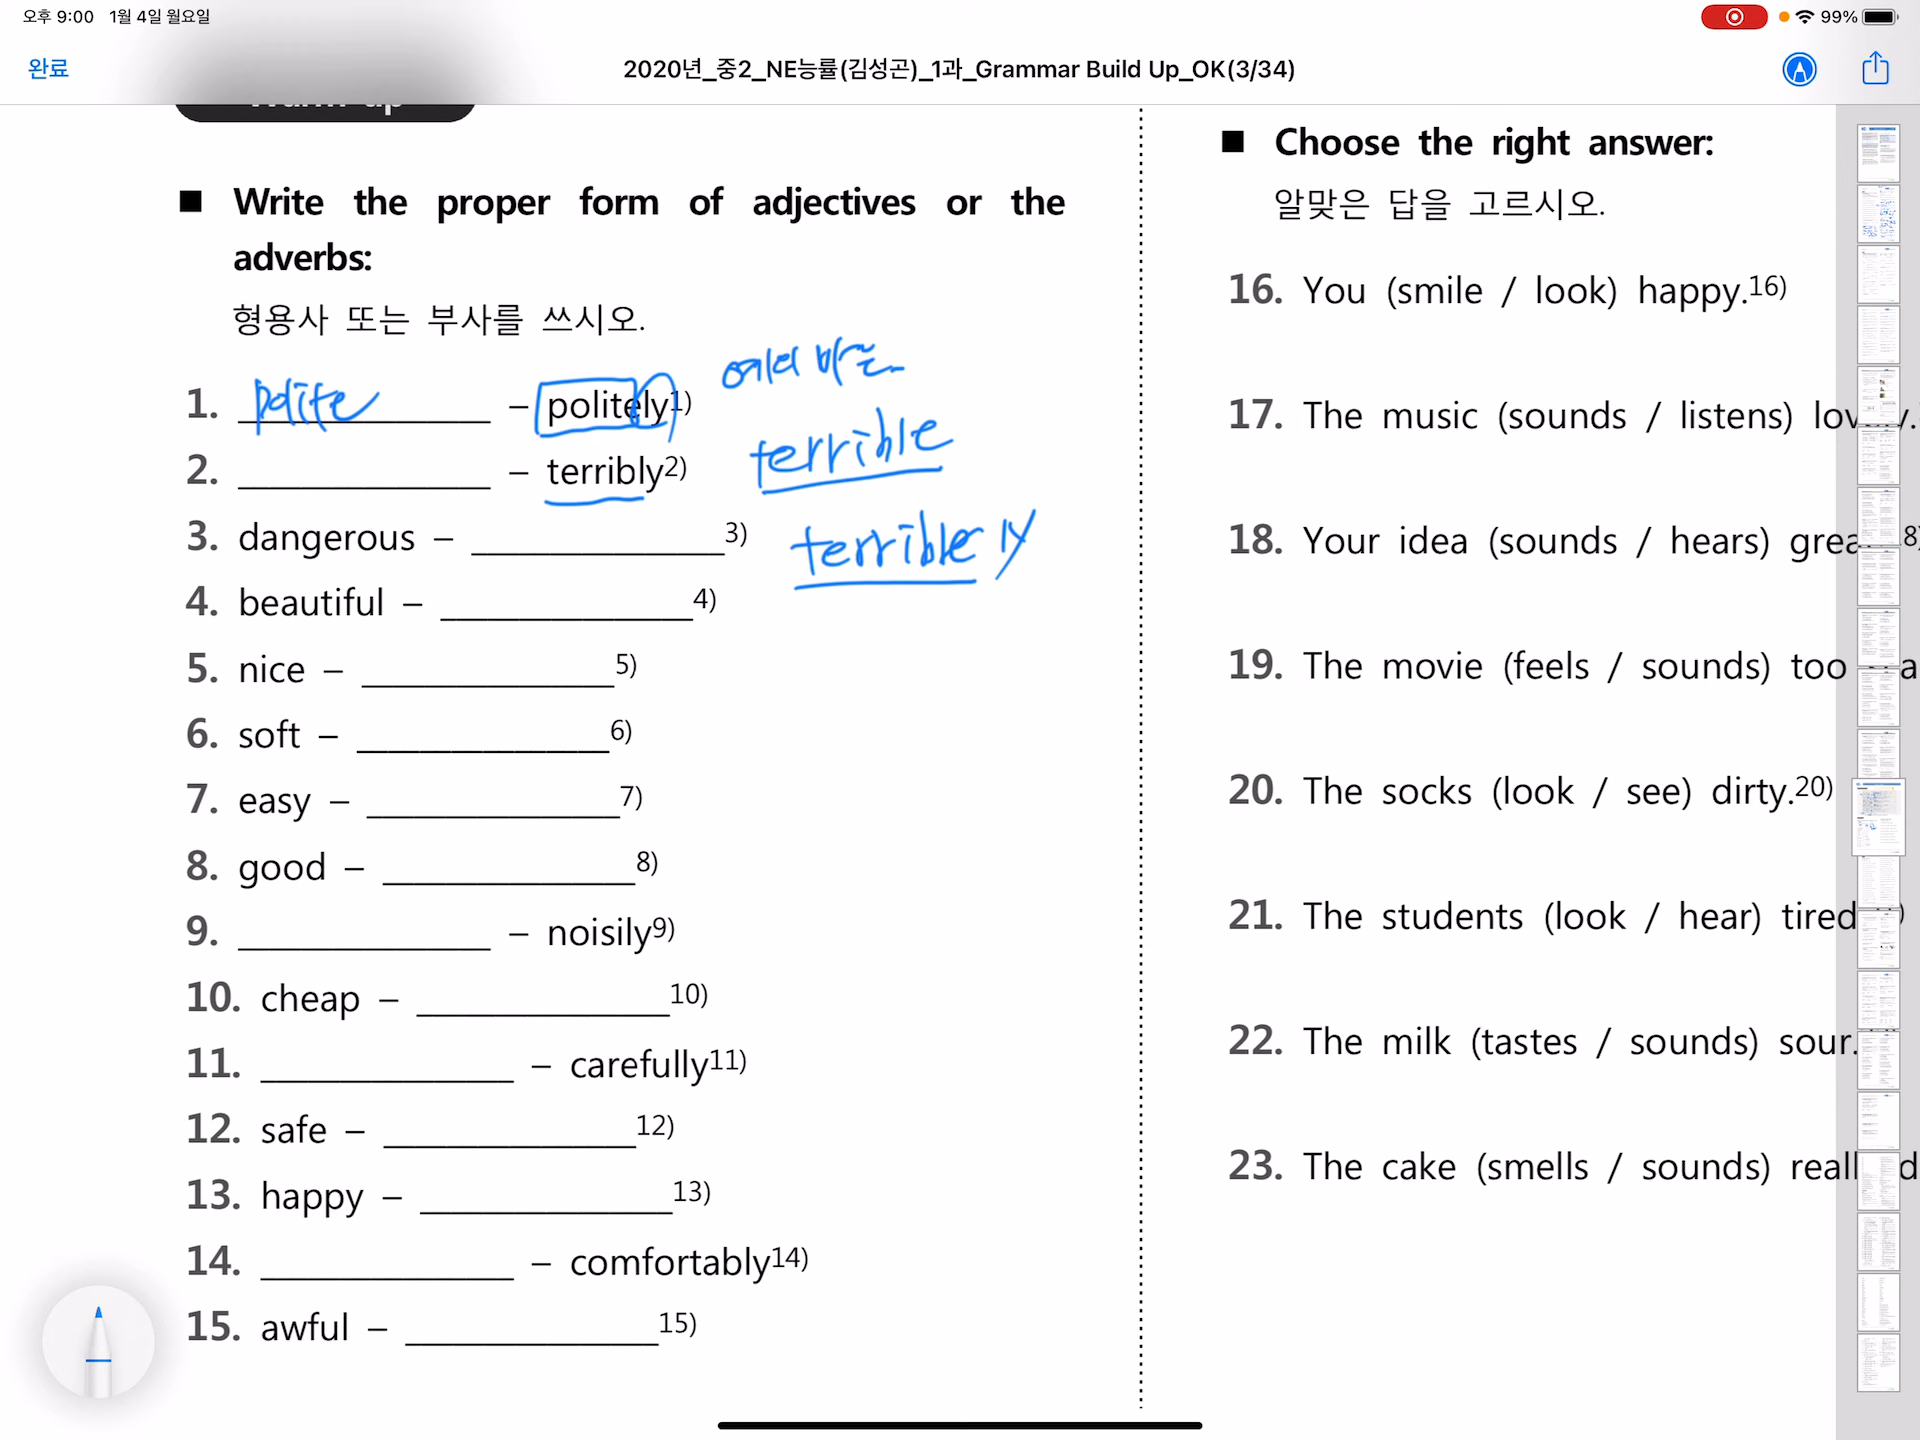 오후 9:00 1월 4일 월요일
99%
완료
2020년_중2_NE능률(김성곤)_1과_Grammar Build Up_OK(3/34)
■ Write the proper form of adjectives or the
adverbs:
형용사 또는 부사를 쓰시오.
예의 바른
1. polite – politely1)
terrible
2. – terribly2)
3. dangerous – 3)
terrible ly
4. beautiful – 4)
5. nice – 5)
6. soft – 6)
7. easy – 7)
8. good – 8)
9. – noisily9)
10. cheap – 10)
11. – carefully11)
12. safe – 12)
13. happy – 13)
14. – comfortably14)
15. awful – 15)
■ Choose the right answer:
알맞은 답을 고르시오.
16. You (smile / look) happy.16)
17. The music (sounds / listens)
18. Your idea (sounds / hears)
19. The movie (feels / sounds) too
20. The socks (look / see) dirty.20)
21. The students (look / hear) tired
22. The milk (tastes / sounds) sour.
23. The cake (smells / sounds)